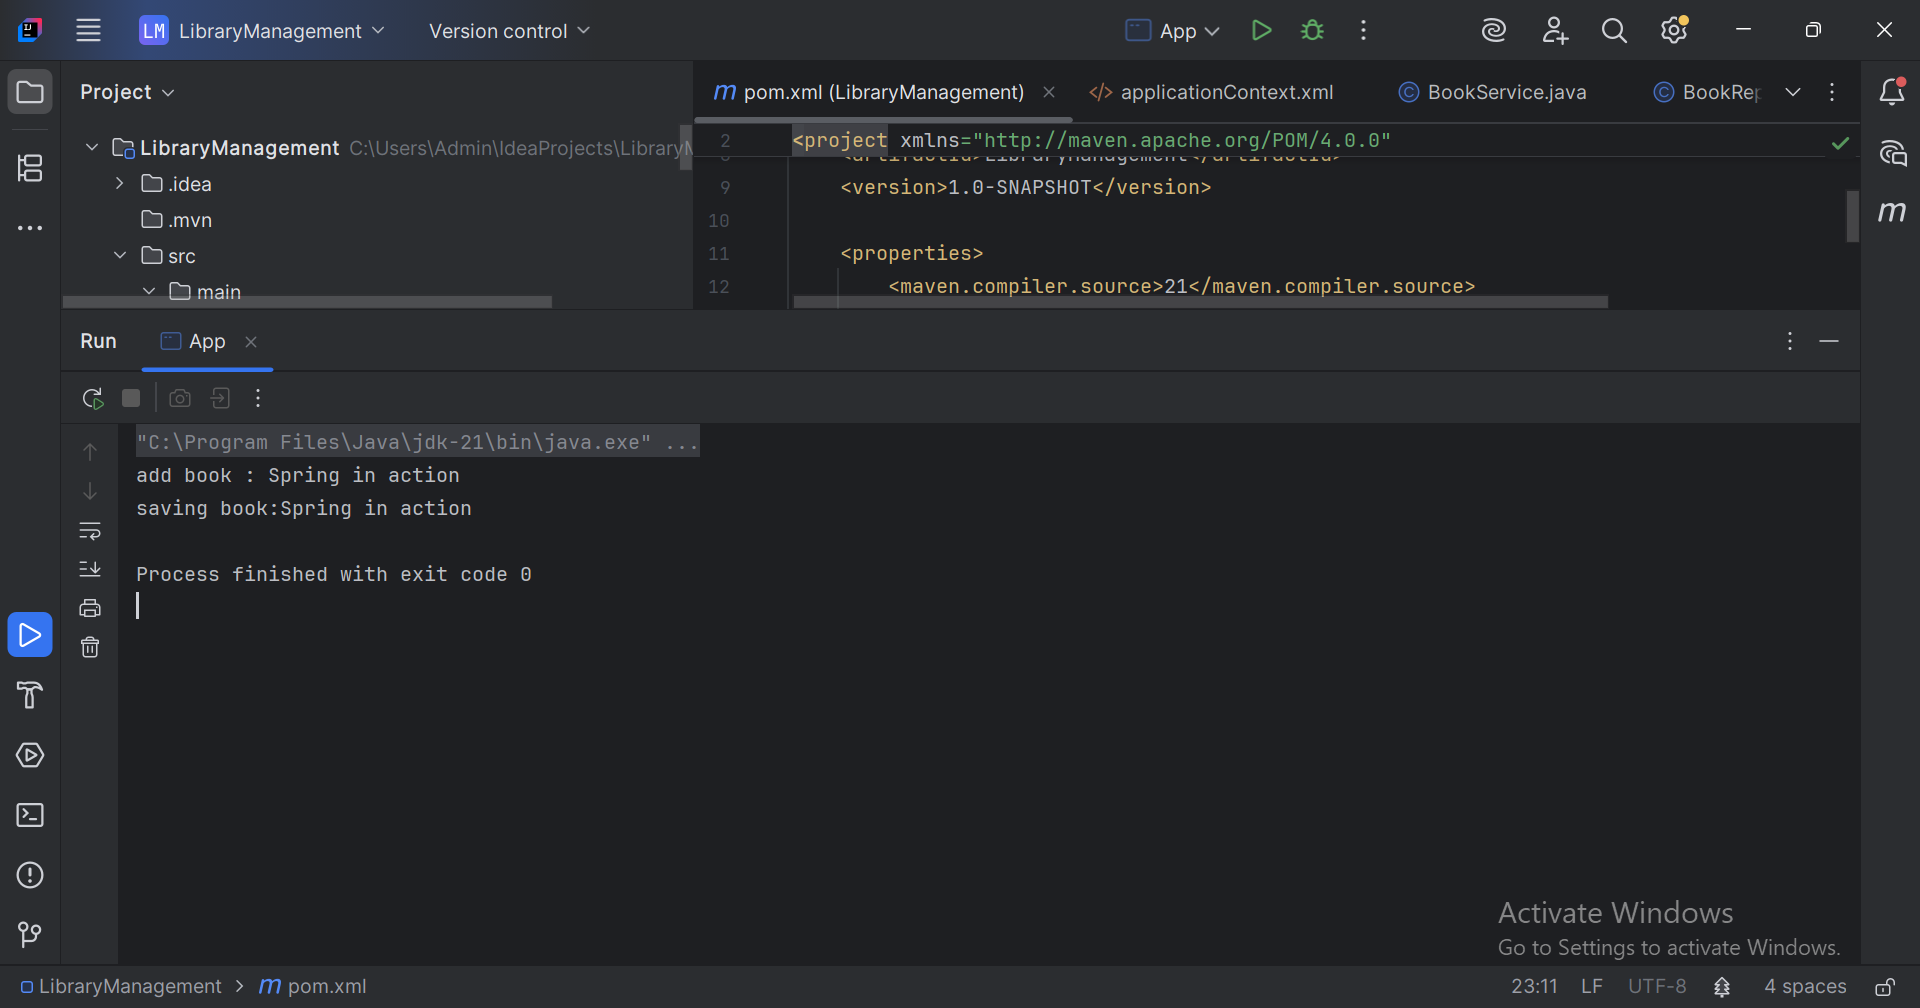 LM LibraryManagement Version control App
Project
pom.xml (LibraryManagement) applicationContext.xml BookService.java
LibraryManagement C:\Users\Admin\IdeaProjects\Library
.idea
.mvn
src
main
2 <project xmlns="http://maven.apache.org/POM/4.0.0"
9 <version>1.0-SNAPSHOT</version>
10
11 <properties>
12 <maven.compiler.source>21</maven.compiler.source>
Run App
"C:\Program Files\Java\jdk-21\bin\java.exe" ...
add book : Spring in action
saving book:Spring in action
Process finished with exit code 0
Activate Windows
Go to Settings to activate Windows.
LibraryManagement > m pom.xml 23:11 LF UTF-8 4 spaces